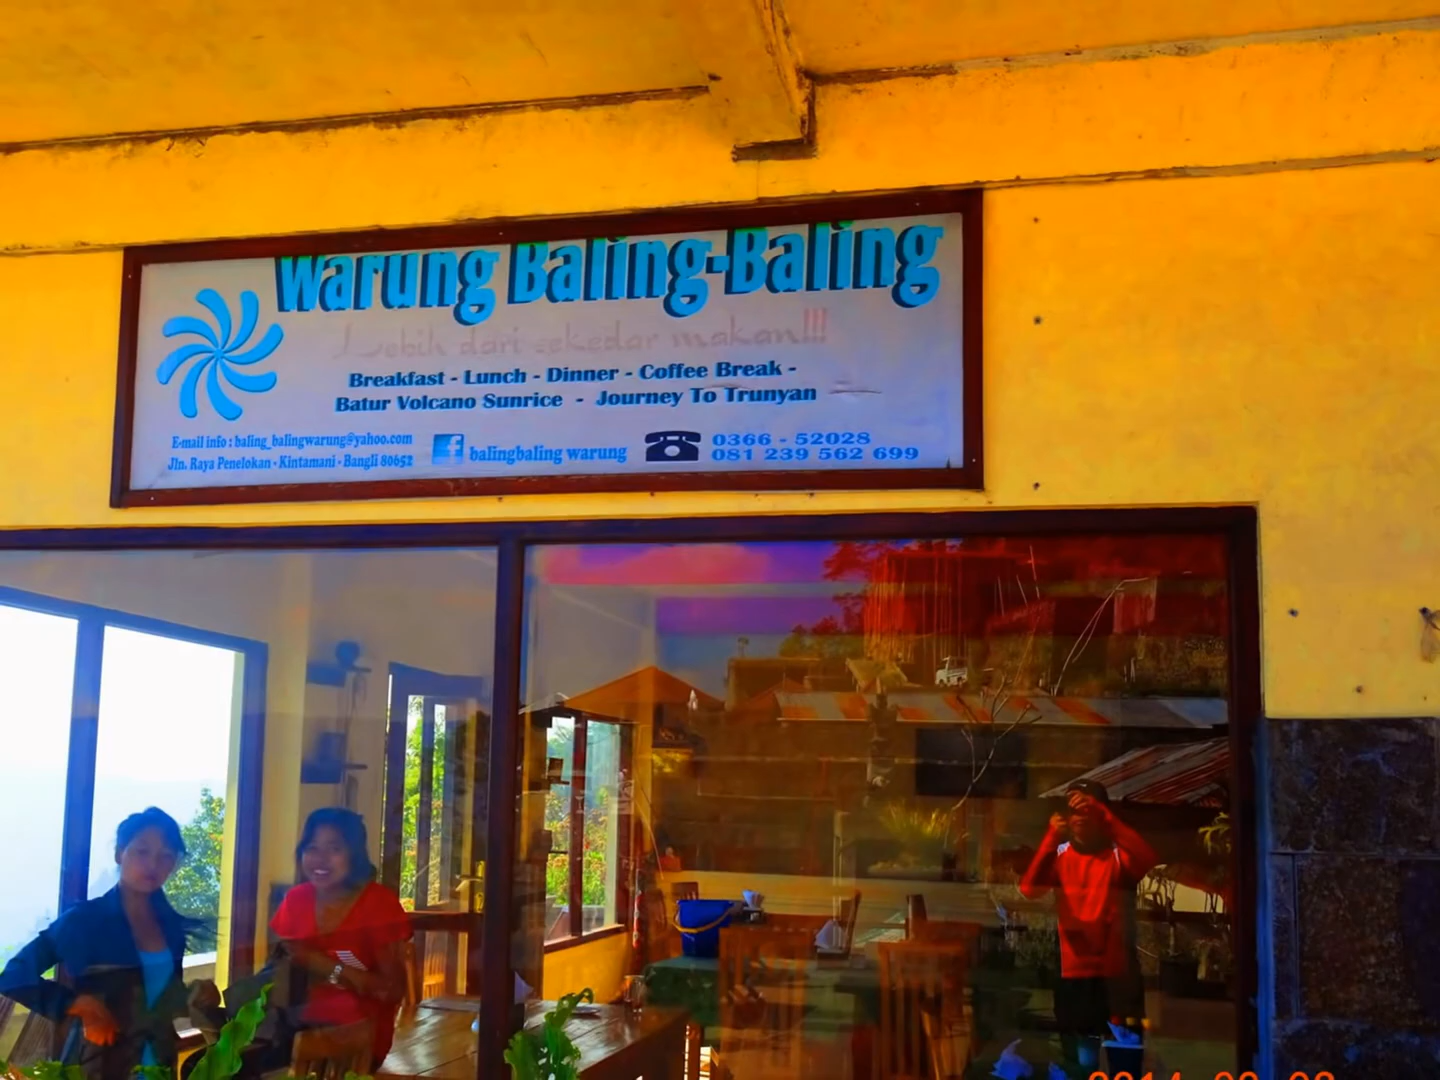 Warung Baling-Baling
Lebih dari sekedar makan!!!
Breakfast - Lunch - Dinner - Coffee Break -
Batur Volcano Sunrice - Journey To Trunyan
E-mail info : baling_balingwarung@yahoo.com
Jln. Raya Penelokan - Kintamani - Bangli 80652
f balingbaling warung
0366 - 52028
081 239 562 699